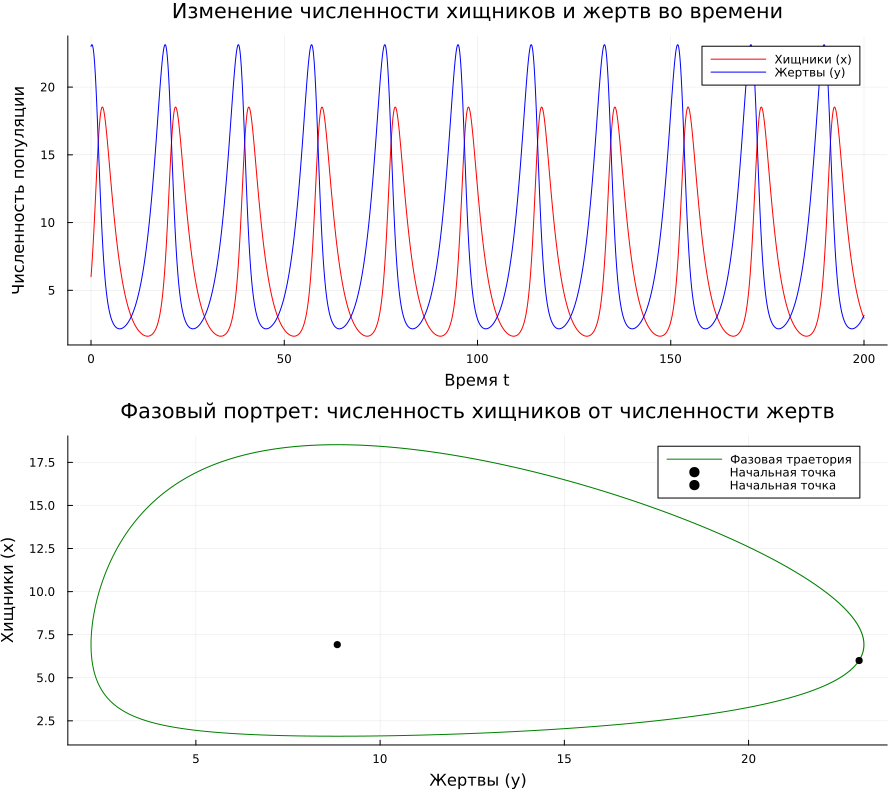 Изменение численности хищников и жертв во времени
Хищники (x)
Жертвы (y)
Численность популяции
20
15
10
5
0
50
100
150
200
Время t
Фазовый портрет: численность хищников от численности жертв
Фазовая траетория
Начальная точка
Начальная точка
Хищники (x)
17.5
15.0
12.5
10.0
7.5
5.0
2.5
5
10
15
20
Жертвы (y)